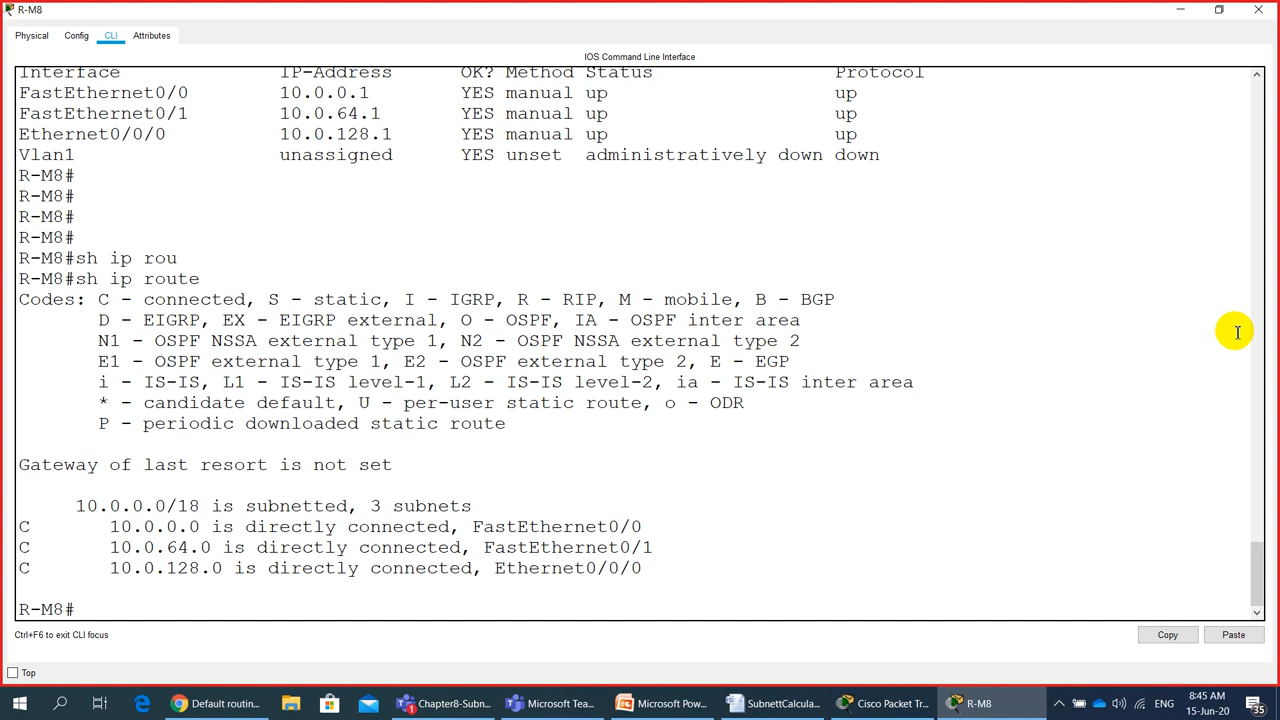 R-M8
Physical Config CLI Attributes
IOS Command Line Interface
Interface IP-Address OK? Method Status Protocol
FastEthernet0/0 10.0.0.1 YES manual up up
FastEthernet0/1 10.0.64.1 YES manual up up
Ethernet0/0/0 10.0.128.1 YES manual up up
Vlan1 unassigned YES unset administratively down down
R-M8#
R-M8#
R-M8#
R-M8#
R-M8#sh ip rou
R-M8#sh ip route
Codes: C - connected, S - static, I - IGRP, R - RIP, M - mobile, B - BGP
D - EIGRP, EX - EIGRP external, O - OSPF, IA - OSPF inter area
N1 - OSPF NSSA external type 1, N2 - OSPF NSSA external type 2
E1 - OSPF external type 1, E2 - OSPF external type 2, E - EGP
i - IS-IS, L1 - IS-IS level-1, L2 - IS-IS level-2, ia - IS-IS inter area
* - candidate default, U - per-user static route, o - ODR
P - periodic downloaded static route
Gateway of last resort is not set
10.0.0.0/18 is subnetted, 3 subnets
C 10.0.0.0 is directly connected, FastEthernet0/0
C 10.0.64.0 is directly connected, FastEthernet0/1
C 10.0.128.0 is directly connected, Ethernet0/0/0
R-M8#
Ctrl+F6 to exit CLI focus
Copy Paste
Top
Default routin... Chapter8-Subn... Microsoft Tea... Microsoft Pow... SubnettCalcula... Cisco Packet Tr... R-M8 ENG 8:45 AM
15-Jun-20 35